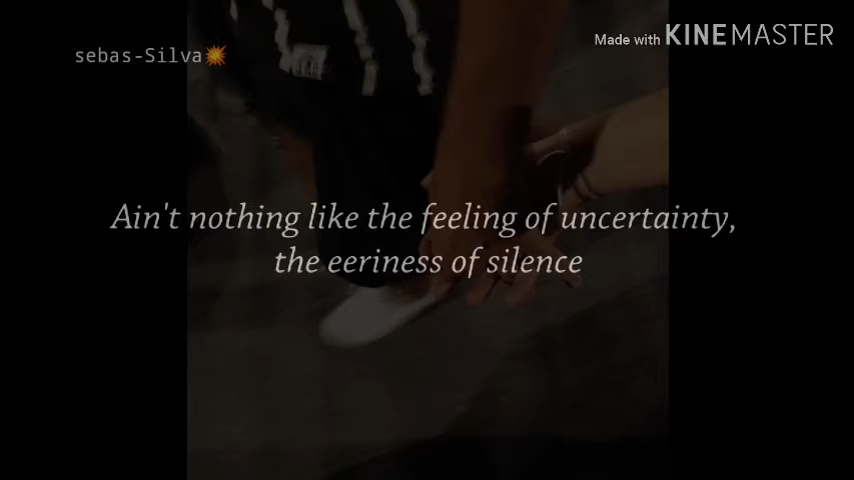 sebas-Silva💥
Made with KINEMASTER
Ain't nothing like the feeling of uncertainty,
the eeriness of silence